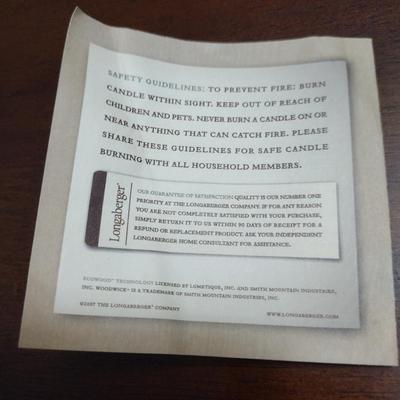 SAFETY GUIDELINES: TO PREVENT FIRE: BURN
CANDLE WITHIN SIGHT. KEEP OUT OF REACH OF
CHILDREN AND PETS. NEVER BURN A CANDLE ON OR
NEAR ANYTHING THAT CAN CATCH FIRE. PLEASE
SHARE THESE GUIDELINES FOR SAFE CANDLE
BURNING WITH ALL HOUSEHOLD MEMBERS.
Longaberger®
OUR GUARANTEE OF SATISFACTION QUALITY IS OUR NUMBER ONE
PRIORITY AT THE LONGABERGER COMPANY. IF FOR ANY REASON
YOU ARE NOT COMPLETELY SATISFIED WITH YOUR PURCHASE,
SIMPLY RETURN IT TO US WITHIN 90 DAYS OF RECEIPT FOR A
REFUND OR REPLACEMENT PRODUCT. ASK YOUR INDEPENDENT
LONGABERGER HOME CONSULTANT FOR ASSISTANCE.
ECOWOOD™ TECHNOLOGY LICENSED BY LUMETIQUE, INC. AND SMITH MOUNTAIN INDUSTRIES,
INC. WOODWICK™ IS A TRADEMARK OF SMITH MOUNTAIN INDUSTRIES, INC.
©2007 THE LONGABERGER® COMPANY
WWW.LONGABERGER.COM